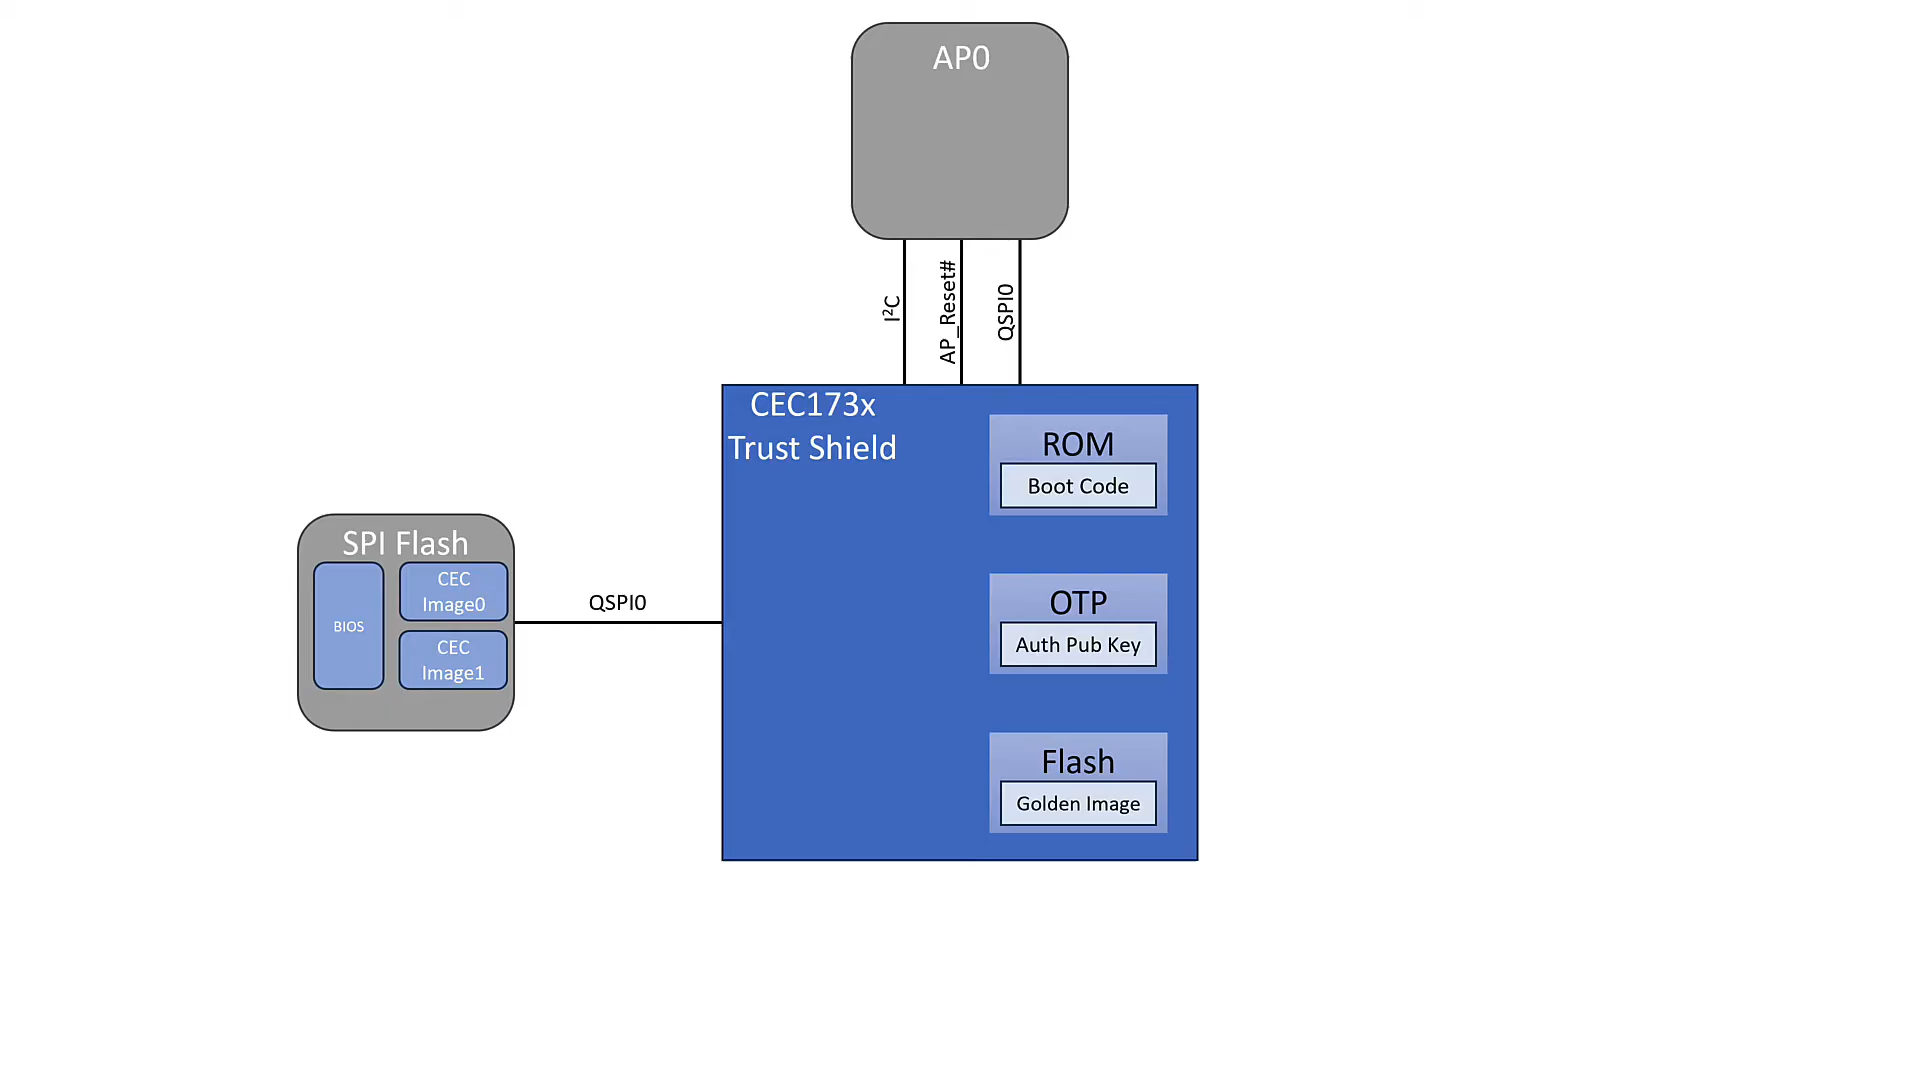 AP0
I²C
AP_Reset#
QSPI0
CEC173x
Trust Shield
ROM
Boot Code
OTP
Auth Pub Key
Flash
Golden Image
SPI Flash
BIOS
CEC
Image0
CEC
Image1
QSPI0